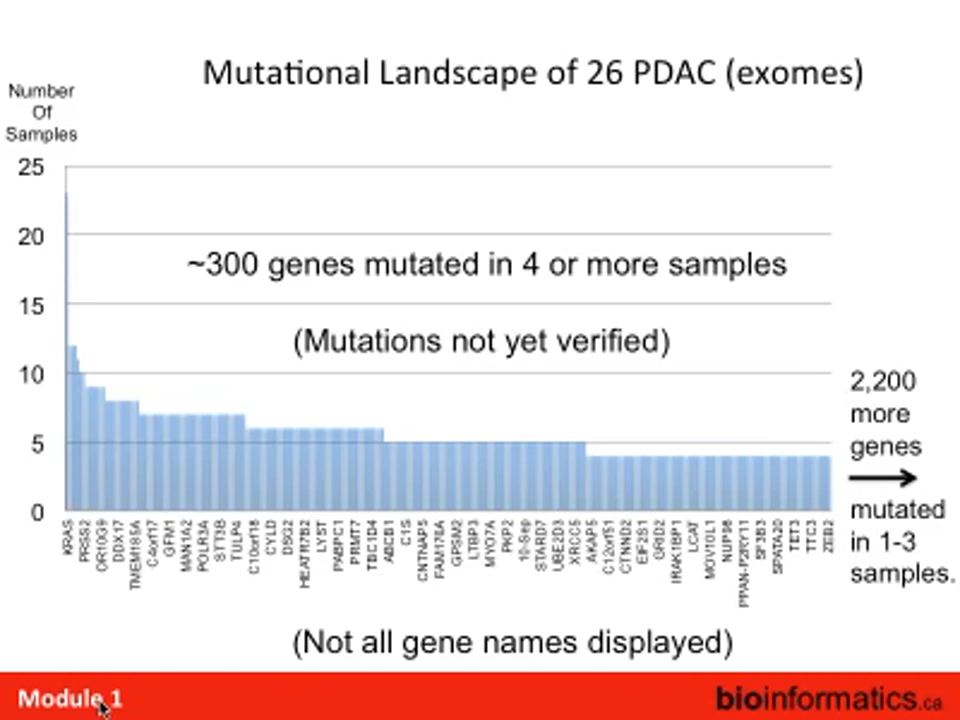 Mutational Landscape of 26 PDAC (exomes)
Number
Of
Samples
25
20
15
10
5
0
~300 genes mutated in 4 or more samples
(Mutations not yet verified)
2,200
more
genes
mutated
in 1-3
samples.
KRAS
PRSS2
OR10G9
DDX17
TMEM185A
C4orf17
GFM1
MAN1A2
POLR3A
STT3B
TULP4
C10orf18
CYLD
DSG2
HEATR7B2
LYST
PABPC1
PRMT7
TBC1D4
ABCB1
C1S
CNTNAP5
FAM178A
GPSM2
LTBP3
MYO7A
PKP2
10-Sep
STARD7
UBE2D3
XRCC5
AKAP5
C12orf51
CTNND2
EIF2S1
GRID2
IRAK1BP1
LCAT
MOV10L1
NUP98
PPAN-P2RY11
SF3B3
SPATA20
TET3
TTC3
ZEB2
(Not all gene names displayed)
Module 1
bioinformatics.ca